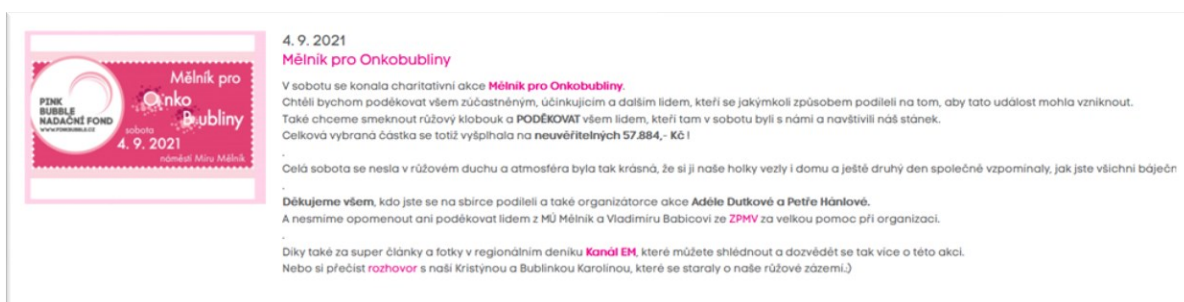 PINK
BUBBLE
NADAČNÍ FOND
WWW.PINKBUBBLE.CZ
Mělník pro
Onko
Bubliny
sobota
4. 9. 2021
náměstí Míru Mělník
4. 9. 2021
Mělník pro Onkobubliny
V sobotu se konala charitativní akce Mělník pro Onkobubliny.
Chtěli bychom poděkovat všem zúčastněným, účinkujícím a dalším lidem, kteří se jakýmkoli způsobem podíleli na tom, aby tato událost mohla vzniknout.
Také chceme smeknout růžový klobouk a PODĚKOVAT všem lidem, kteří tam v sobotu byli s námi a navštívili náš stánek.
Celková vybraná částka se totiž vyšplhala na neuvěřitelných 57.884,- Kč !
.
Celá sobota se nesla v růžovém duchu a atmosféra byla tak krásná, že si ji naše holky vezly i domu a ještě druhý den společně vzpomínaly, jak jste všichni báječn
.
Děkujeme všem, kdo jste se na sbírce podíleli a také organizátorce akce Adéle Dutkové a Petře Hánlové.
A nesmíme opomenout ani poděkovat lidem z MÚ Mělník a Vladimíru Babicovi ze ZPMV za velkou pomoc při organizaci.
.
Díky také za super články a fotky v regionálním deníku Kanál EM, které můžete shlédnout a dozvědět se tak více o této akci.
Nebo si přečíst rozhovor s naší Kristýnou a Bublinkou Karolínou, které se staraly o naše růžové zázemí.:)